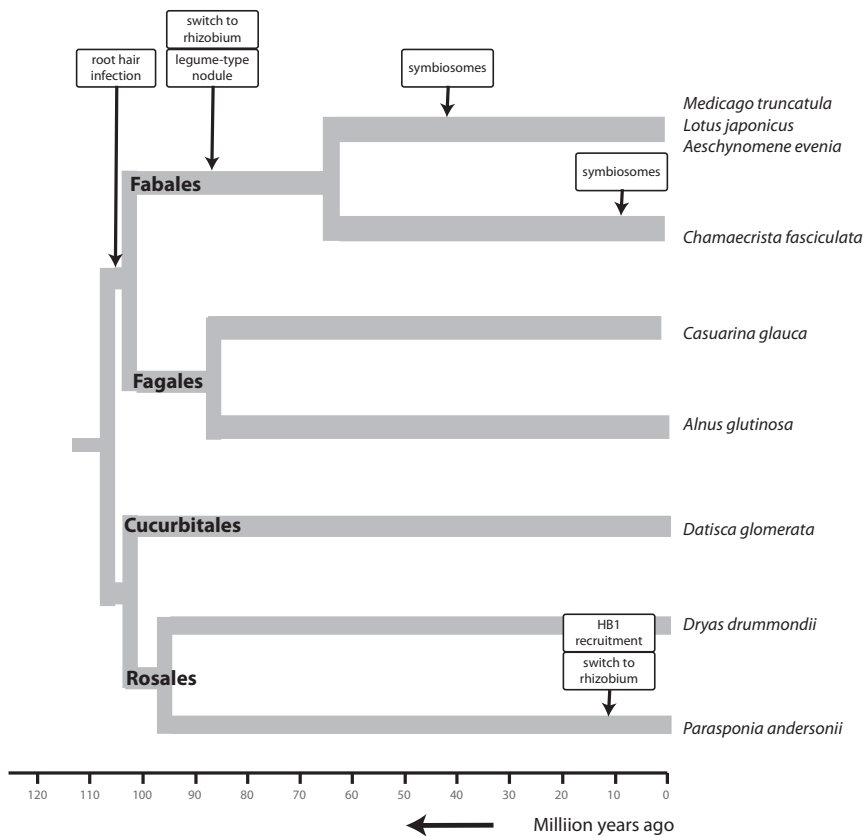 switch to
rhizobium
root hair
infection
legume-type
nodule
symbiosomes
Medicago truncatula
Lotus japonicus
Aeschynomene evenia
symbiosomes
Fabales
Chamaecrista fasciculata
Casuarina glauca
Fagales
Alnus glutinosa
Cucurbitales
Datisca glomerata
HB1
recruitment
Dryas drummondii
switch to
rhizobium
Rosales
Parasponia andersonii
120 110 100 90 80 70 60 50 40 30 20 10 0
Milliion years ago